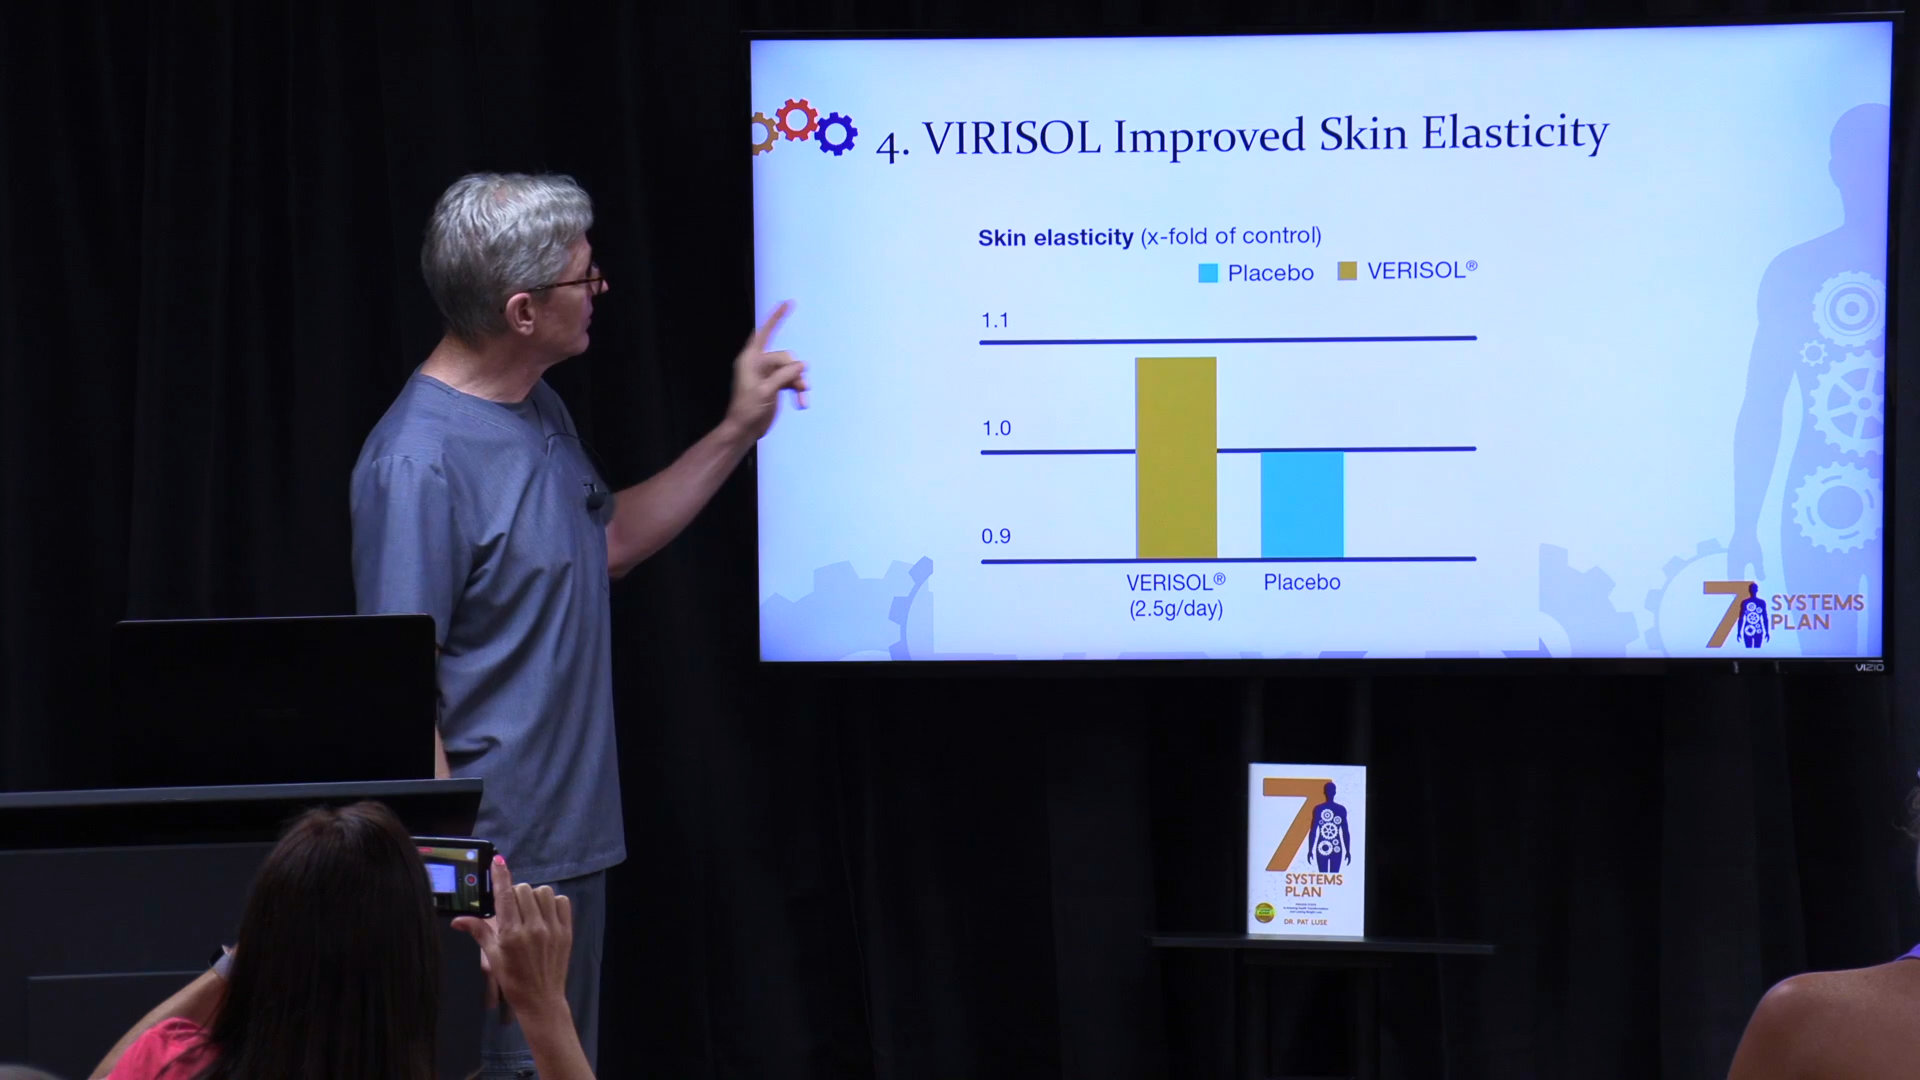 4. VIRISOL Improved Skin Elasticity
Skin elasticity (x-fold of control)
Placebo VERISOL®
1.1
1.0
0.9
VERISOL® Placebo
(2.5g/day)
7 SYSTEMS
PLAN
VIZIO
7
SYSTEMS
PLAN
DR. PAT LUSE